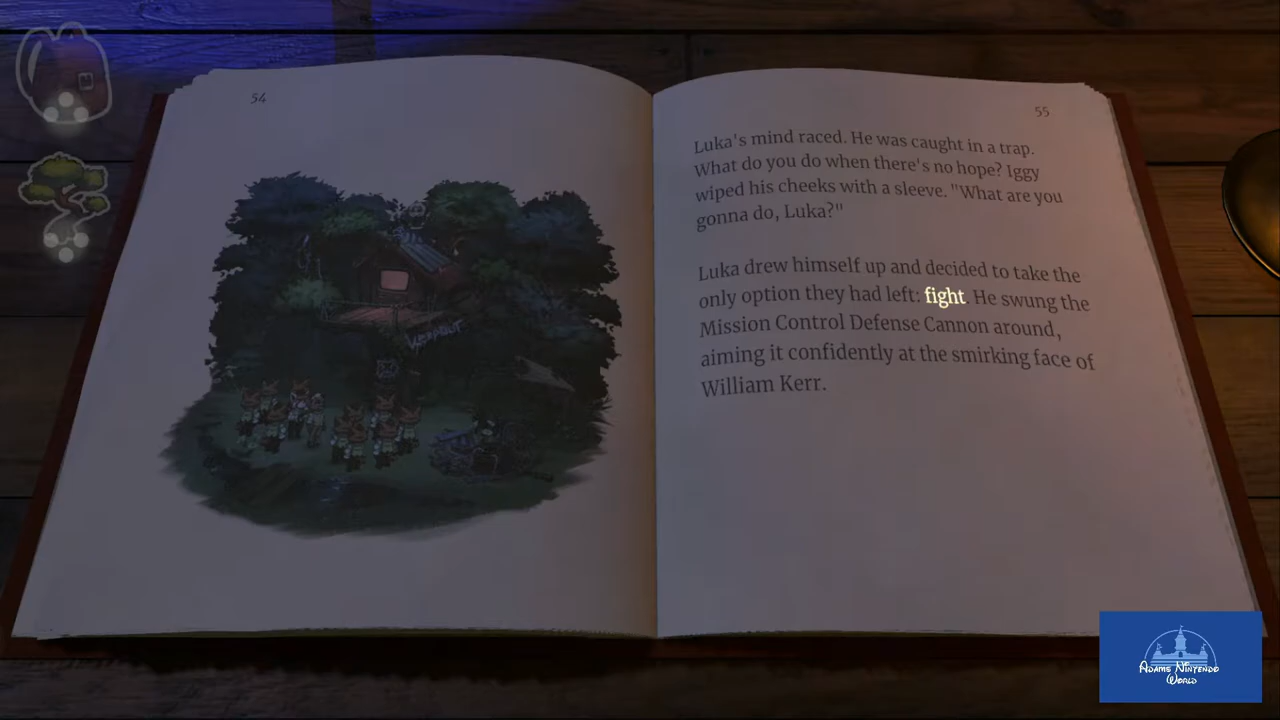 54
55
Luka's mind raced. He was caught in a trap.
What do you do when there's no hope? Iggy
wiped his cheeks with a sleeve. "What are you
gonna do, Luka?"
Luka drew himself up and decided to take the
only option they had left: fight. He swung the
Mission Control Defense Cannon around,
aiming it confidently at the smirking face of
William Kerr.
Adams Nintendo
World